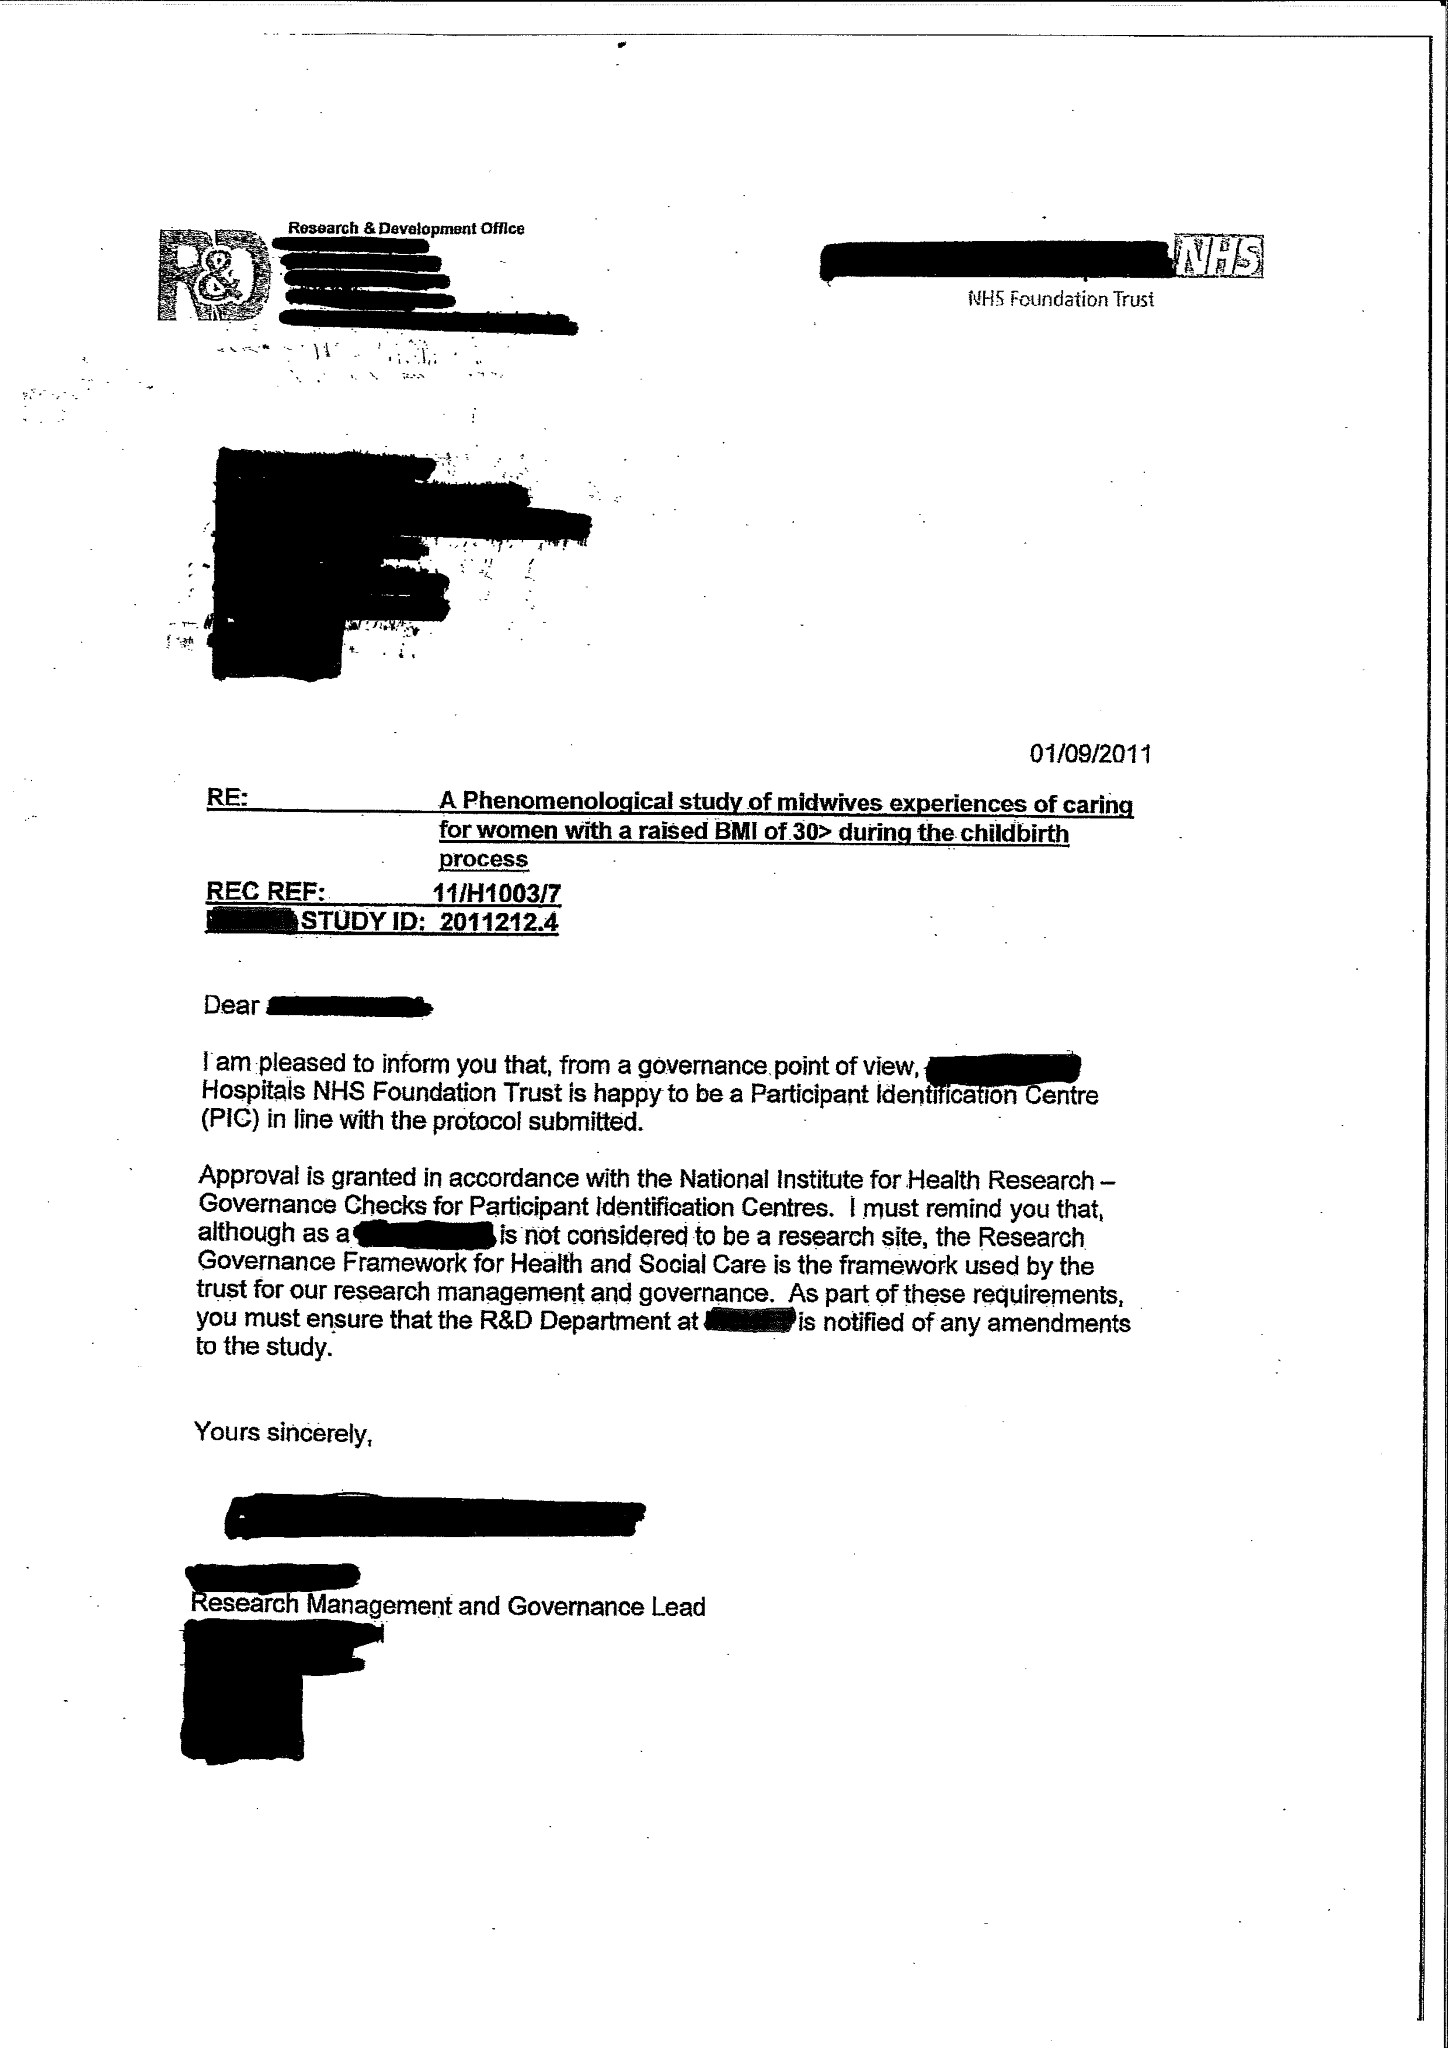 R&D
Research & Development Office
NHS
NHS Foundation Trust
01/09/2011
RE: A Phenomenological study of midwives experiences of caring
for women with a raised BMI of 30> during the childbirth
process
REC REF: 11/H1003/7
STUDY ID: 2011212.4
Dear
I am pleased to inform you that, from a governance point of view,
Hospitals NHS Foundation Trust is happy to be a Participant Identification Centre
(PIC) in line with the protocol submitted.
Approval is granted in accordance with the National Institute for Health Research –
Governance Checks for Participant Identification Centres. I must remind you that,
although as a is not considered to be a research site, the Research
Governance Framework for Health and Social Care is the framework used by the
trust for our research management and governance. As part of these requirements,
you must ensure that the R&D Department at is notified of any amendments
to the study.
Yours sincerely,
Research Management and Governance Lead